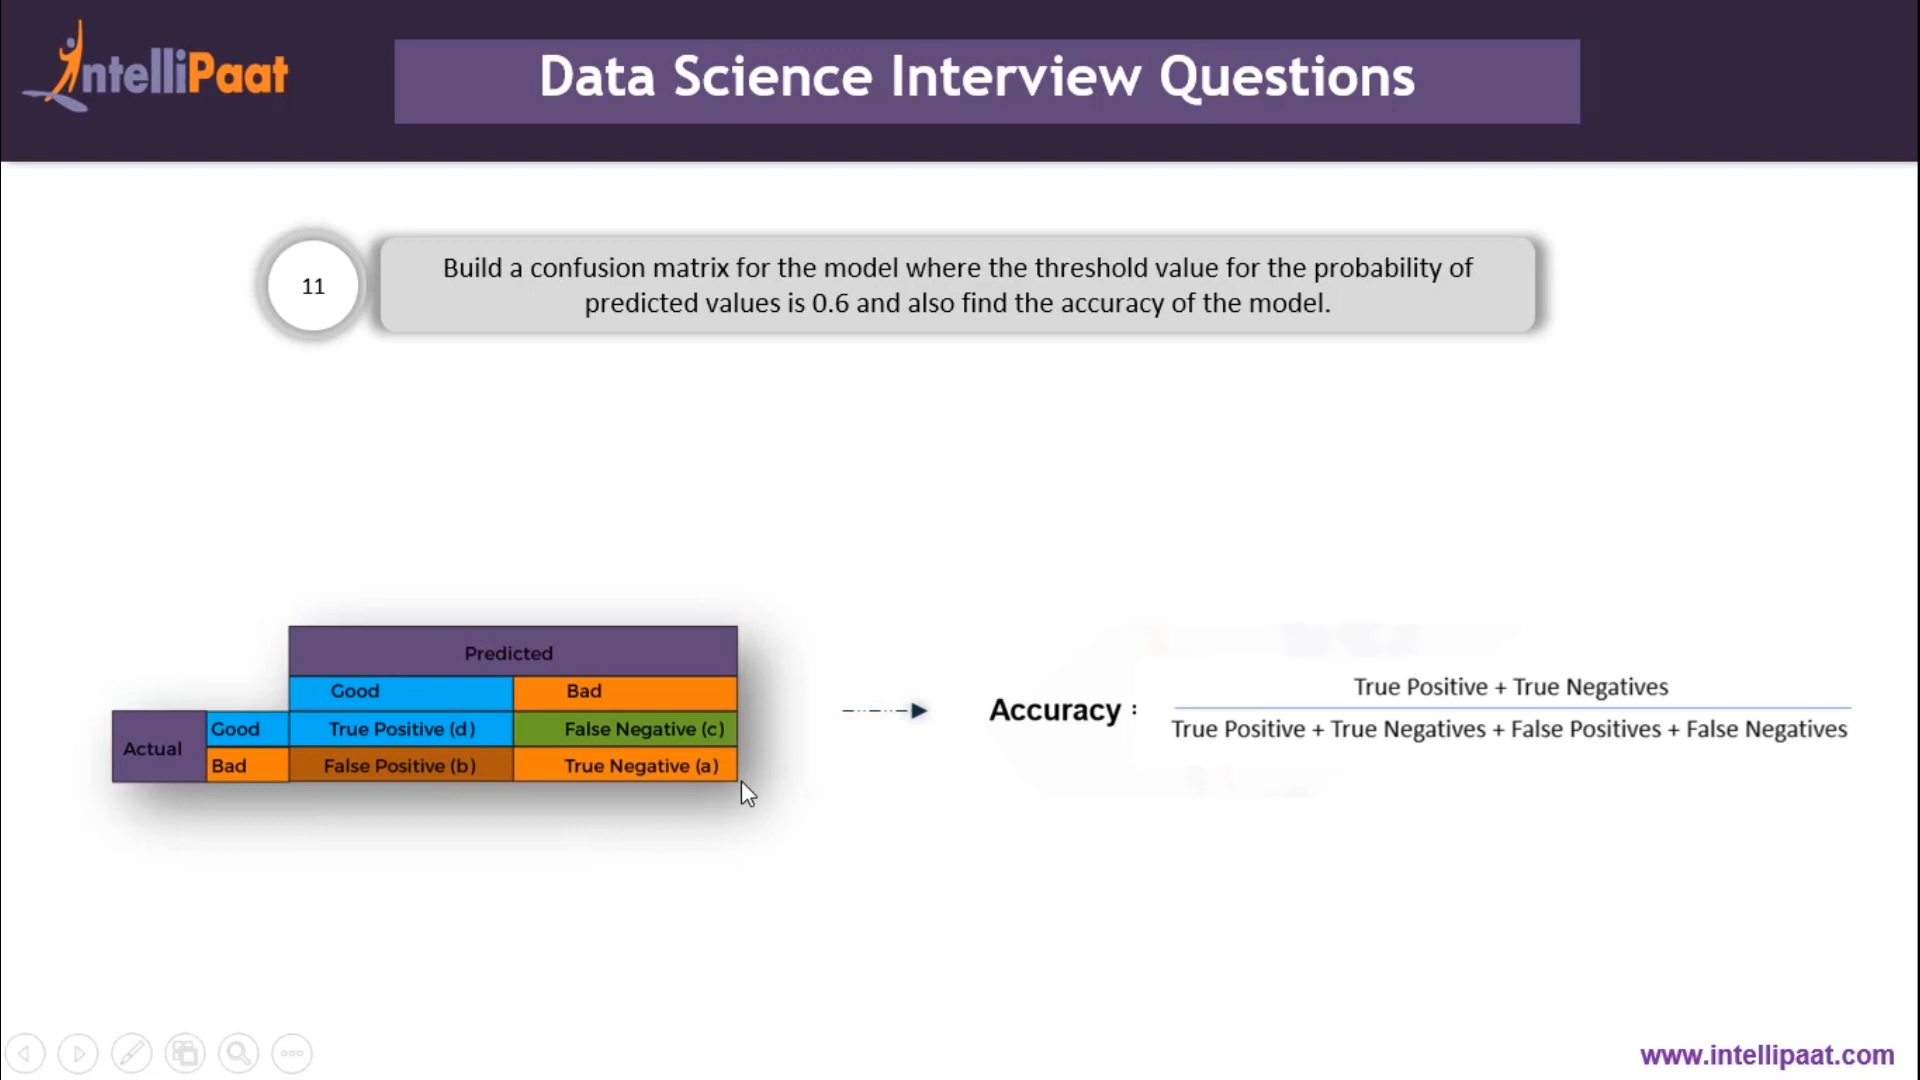 IntelliPaat
Data Science Interview Questions
11
Build a confusion matrix for the model where the threshold value for the probability of
predicted values is 0.6 and also find the accuracy of the model.
Predicted
Good
Bad
Actual
Good
True Positive (d)
False Negative (c)
Bad
False Positive (b)
True Negative (a)
Accuracy :
True Positive + True Negatives
True Positive + True Negatives + False Positives + False Negatives
www.intellipaat.com